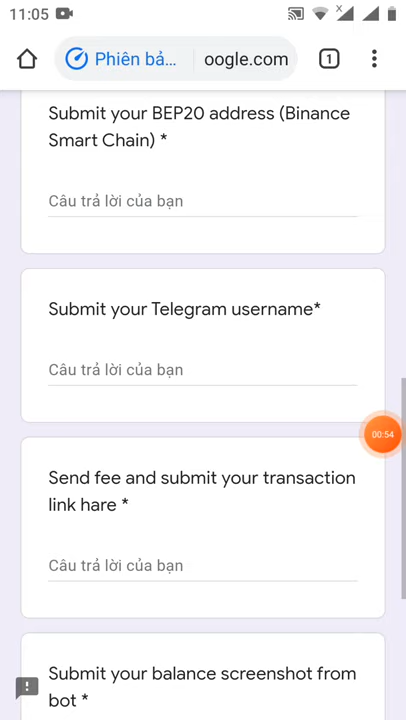 11:05
Phiên bả... oogle.com 1
Submit your BEP20 address (Binance
Smart Chain) *
Câu trả lời của bạn
Submit your Telegram username*
Câu trả lời của bạn
00:54
Send fee and submit your transaction
link hare *
Câu trả lời của bạn
Submit your balance screenshot from
bot *